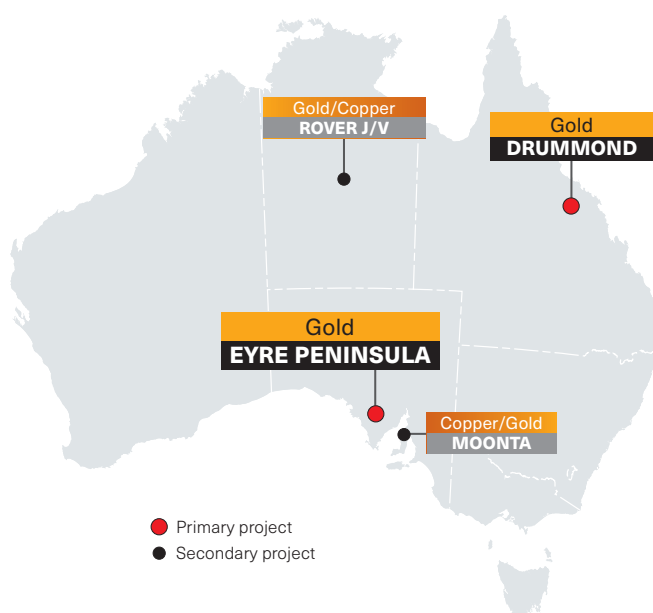 Gold/Copper
ROVER J/V
Gold
DRUMMOND
Gold
EYRE PENINSULA
Copper/Gold
MOONTA
Primary project
Secondary project